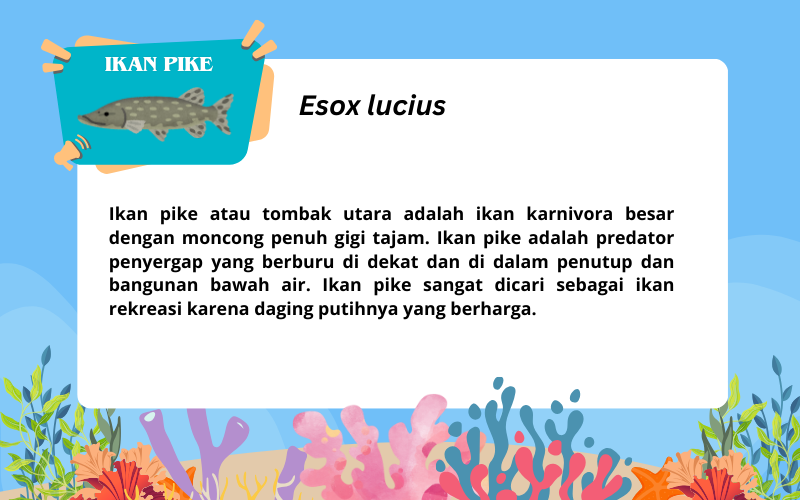 IKAN PIKE
Esox lucius
Ikan pike atau tombak utara adalah ikan karnivora besar
dengan moncong penuh gigi tajam. Ikan pike adalah predator
penyergap yang berburu di dekat dan di dalam penutup dan
bangunan bawah air. Ikan pike sangat dicari sebagai ikan
rekreasi karena daging putihnya yang berharga.